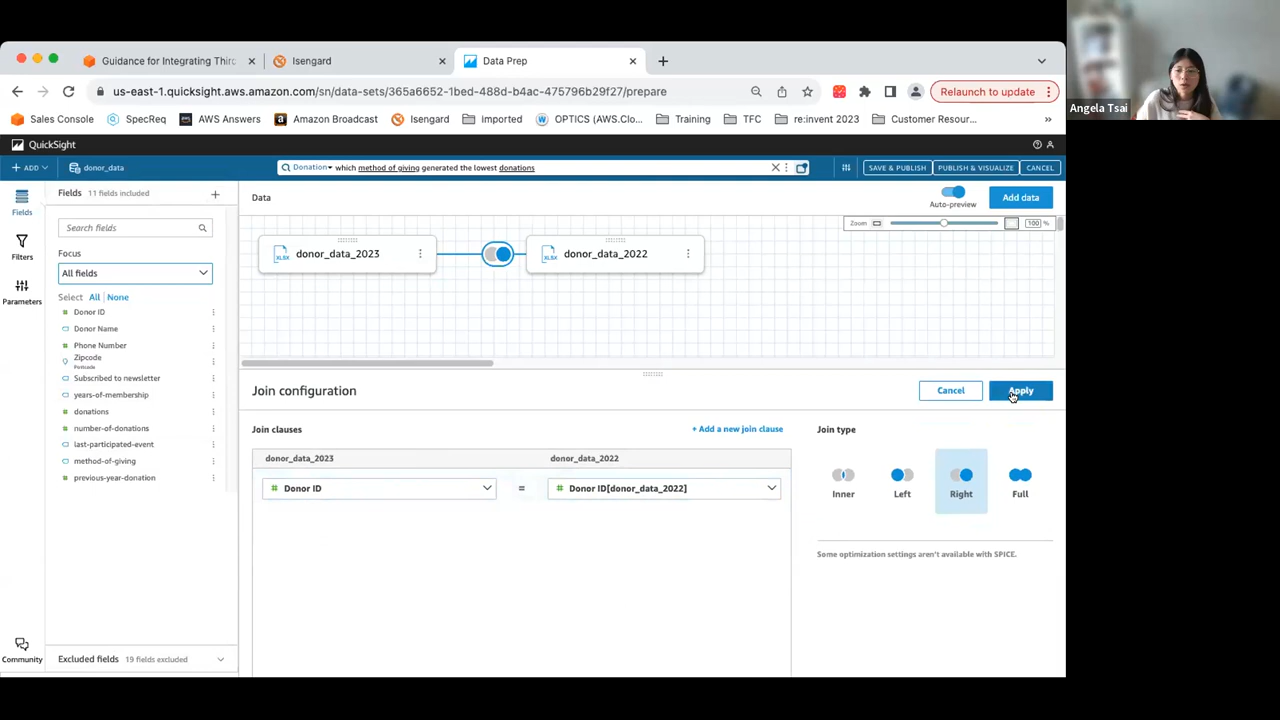 Guidance for Integrating Thirc
Isengard
Data Prep
us-east-1.quicksight.aws.amazon.com/sn/data-sets/365a6652-1bed-488d-b4ac-475796b29f27/prepare
Relaunch to update
Sales Console
SpecReq
AWS Answers
Amazon Broadcast
Isengard
Imported
OPTICS (AWS.Clo...
Training
TFC
re:invent 2023
Customer Resour...
Angela Tsai
QuickSight
ADD
donor_data
Donation
which method of giving generated the lowest donations
SAVE & PUBLISH
PUBLISH & VISUALIZE
CANCEL
Fields
Filters
Parameters
Community
Fields 11 fields included
Search fields
Focus
All fields
Select All None
Donor ID
Donor Name
Phone Number
Zipcode
Postcode
Subscribed to newsletter
years-of-membership
donations
number-of-donations
last-participated-event
method-of-giving
previous-year-donation
Excluded fields 19 fields excluded
Data
Auto-preview
Add data
Zoom
100 %
XLSX donor_data_2023
XLSX donor_data_2022
Join configuration
Cancel
Apply
Join clauses
+ Add a new join clause
donor_data_2023
donor_data_2022
# Donor ID
=
# Donor ID[donor_data_2022]
Join type
Inner
Left
Right
Full
Some optimization settings aren't available with SPICE.